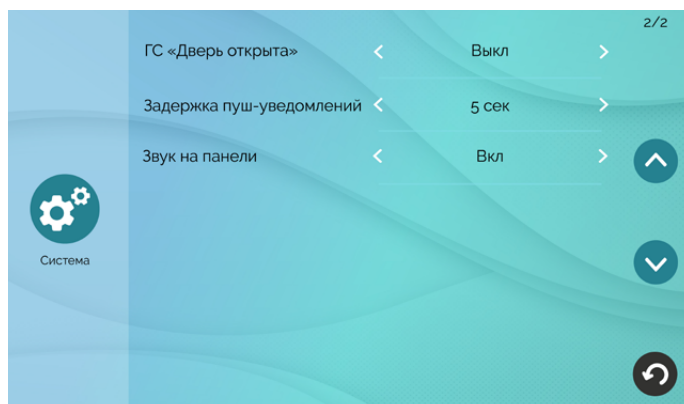 2/2
ГС «Дверь открыта» Выкл
Задержка пуш-уведомлений 5 сек
Звук на панели Вкл
Система